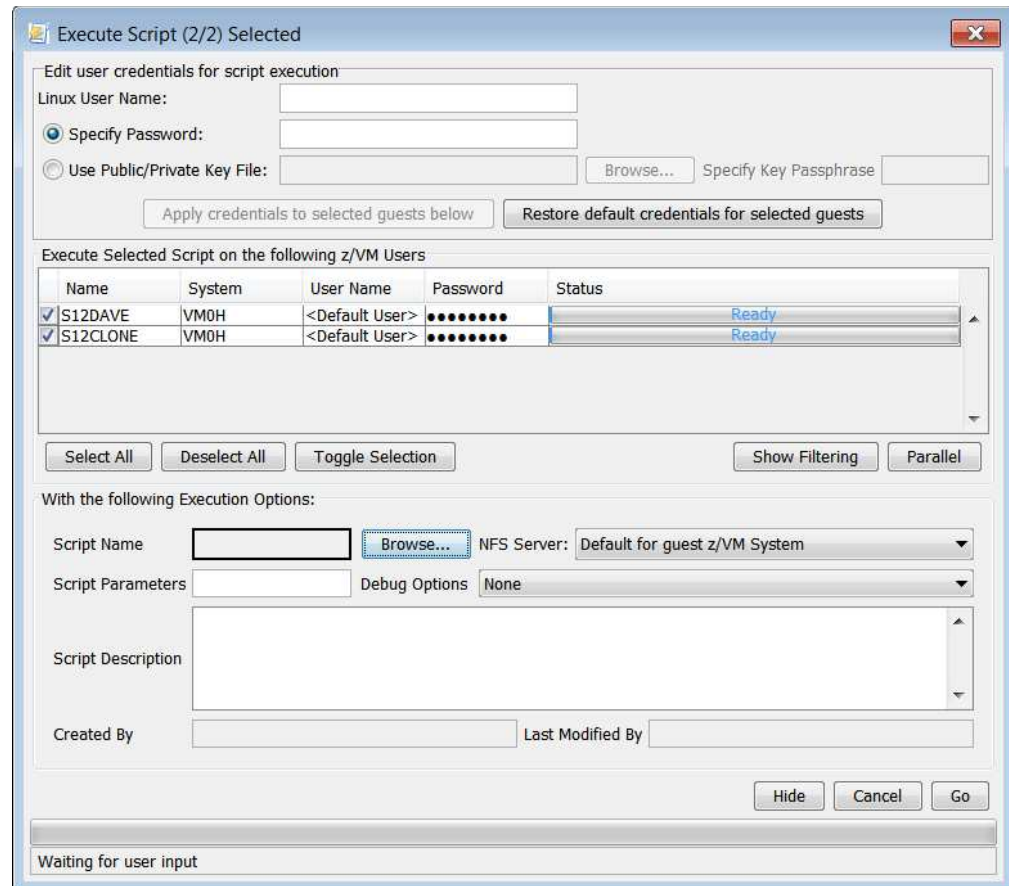 Execute Script (2/2) Selected
Edit user credentials for script execution
Linux User Name:
Specify Password:
Use Public/Private Key File: Browse... Specify Key Passphrase
Apply credentials to selected guests below Restore default credentials for selected guests
Execute Selected Script on the following z/VM Users
Name System User Name Password Status
S12DAVE VM0H <Default User> ●●●●●●●● Ready
S12CLONE VM0H <Default User> ●●●●●●●● Ready
Select All Deselect All Toggle Selection Show Filtering Parallel
With the following Execution Options:
Script Name Browse... NFS Server: Default for guest z/VM System
Script Parameters Debug Options None
Script Description
Created By Last Modified By
Hide Cancel Go
Waiting for user input